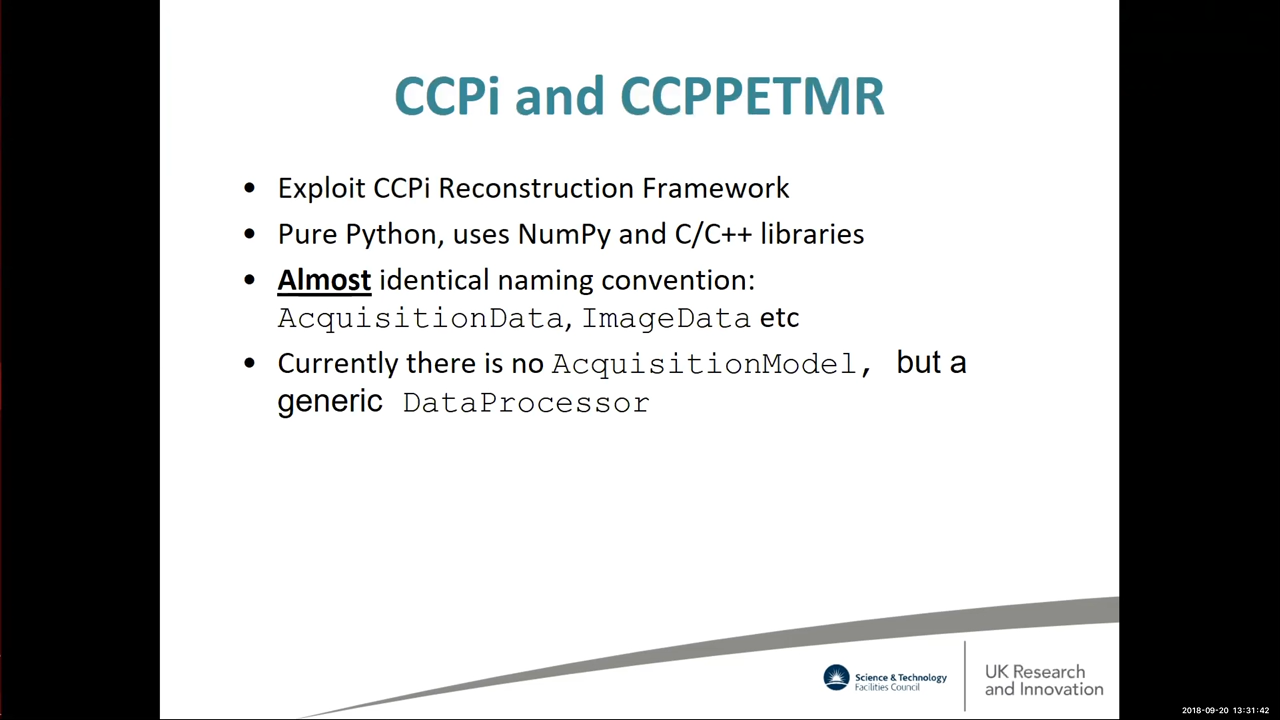 CCPi and CCPPETMR
• Exploit CCPi Reconstruction Framework
• Pure Python, uses NumPy and C/C++ libraries
• Almost identical naming convention:
AcquisitionData, ImageData etc
• Currently there is no AcquisitionModel, but a
generic DataProcessor
Science & Technology
Facilities Council
UK Research
and Innovation
2018-09-20 13:31:42